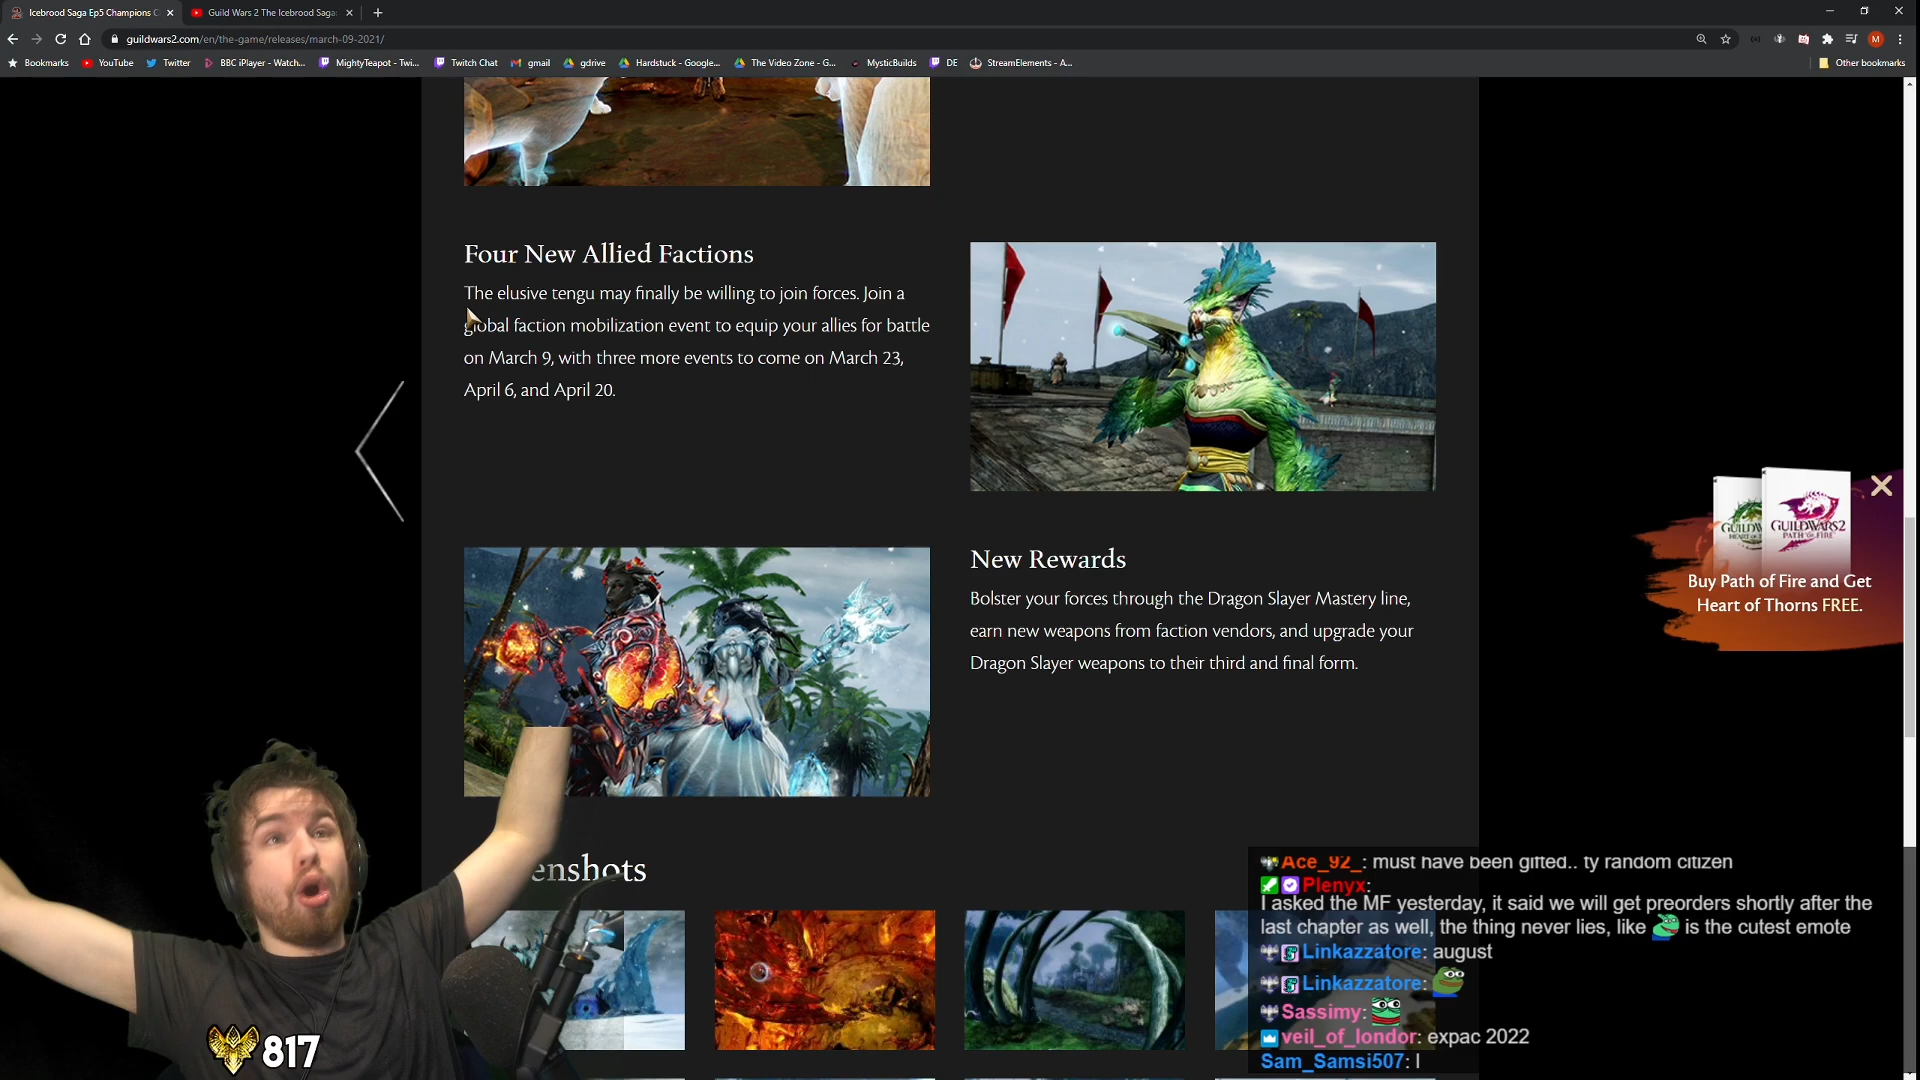 Icebrood Saga Ep5 Champions C
Guild Wars 2 The Icebrood Saga
guildwars2.com/en/the-game/releases/march-09-2021/
Bookmarks YouTube Twitter BBC iPlayer - Watch... MightyTeapot - Twi... Twitch Chat gmail gdrive Hardstuck - Google... The Video Zone - G... MysticBuilds DE StreamElements - A... Other bookmarks
Four New Allied Factions
The elusive tengu may finally be willing to join forces. Join a
global faction mobilization event to equip your allies for battle
on March 9, with three more events to come on March 23,
April 6, and April 20.
New Rewards
Bolster your forces through the Dragon Slayer Mastery line,
earn new weapons from faction vendors, and upgrade your
Dragon Slayer weapons to their third and final form.
GUILDWARS2
PATH OF FIRE
Buy Path of Fire and Get
Heart of Thorns FREE.
enshots
Ace_92_: must have been gifted.. ty random citizen
Plenyx:
I asked the MF yesterday, it said we will get preorders shortly after the
last chapter as well, the thing never lies, like is the cutest emote
Linkazzatore: august
Linkazzatore:
Sassimy:
veil_of_londor: expac 2022
Sam_Samsi507: I
817